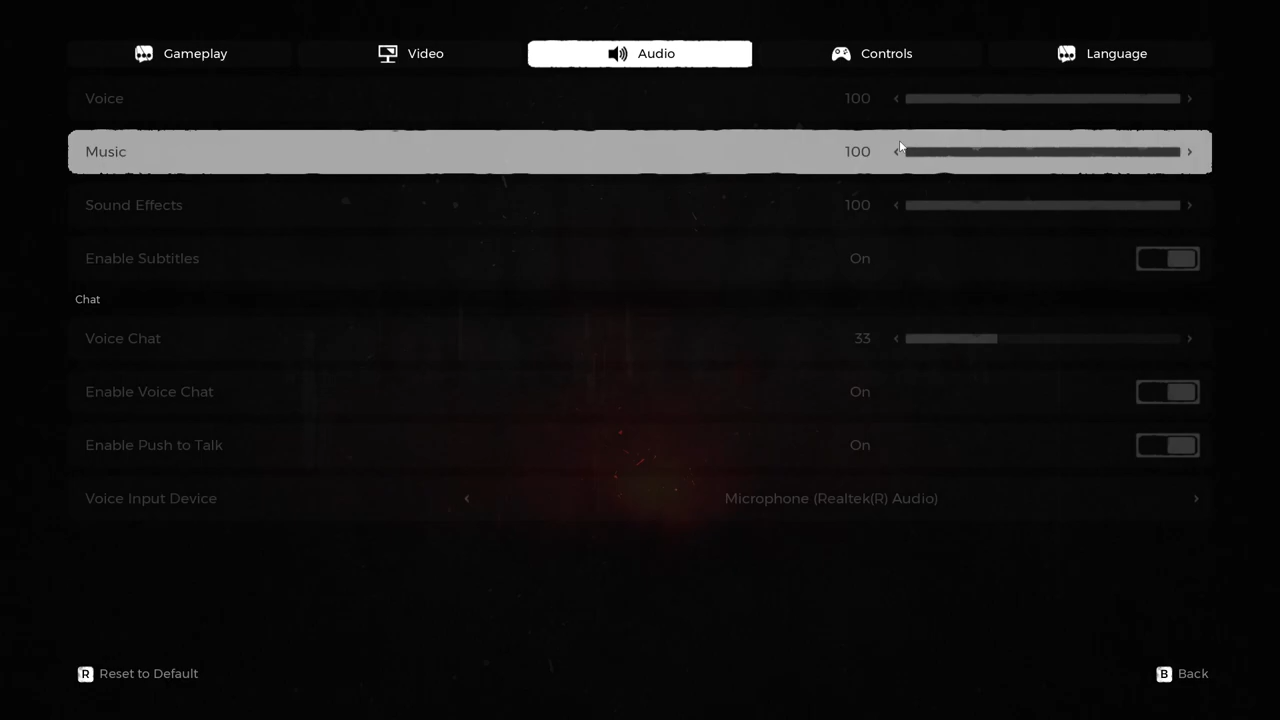 Gameplay Video Audio Controls Language
Voice 100
Music 100
Sound Effects 100
Enable Subtitles On
Chat
Voice Chat 33
Enable Voice Chat On
Enable Push to Talk On
Voice Input Device Microphone (Realtek(R) Audio)
R Reset to Default B Back